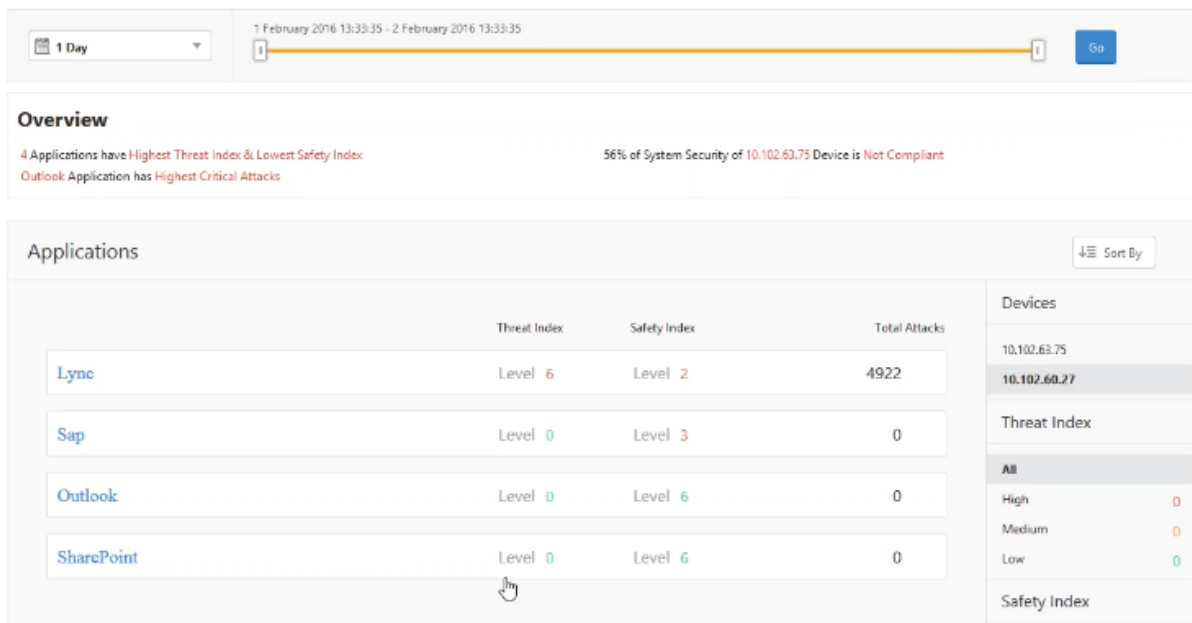 1 Day
1 February 2016 13:33:35 - 2 February 2016 13:33:35
Go
Overview
4 Applications have Highest Threat Index & Lowest Safety Index
56% of System Security of 10.102.63.75 Device is Not Compliant
Outlook Application has Highest Critical Attacks
Applications
Sort By
Threat Index Safety Index Total Attacks
Lync Level 6 Level 2 4922
Sap Level 0 Level 3 0
Outlook Level 0 Level 6 0
SharePoint Level 0 Level 6 0
Devices
10.102.63.75
10.102.60.27
Threat Index
All
High 0
Medium 0
Low 0
Safety Index